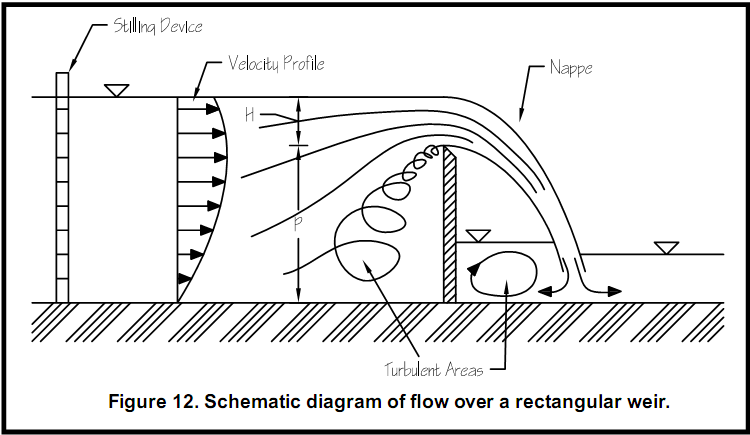 Stilling Device
Velocity Profile
Nappe
H
P
Turbulent Areas
Figure 12. Schematic diagram of flow over a rectangular weir.